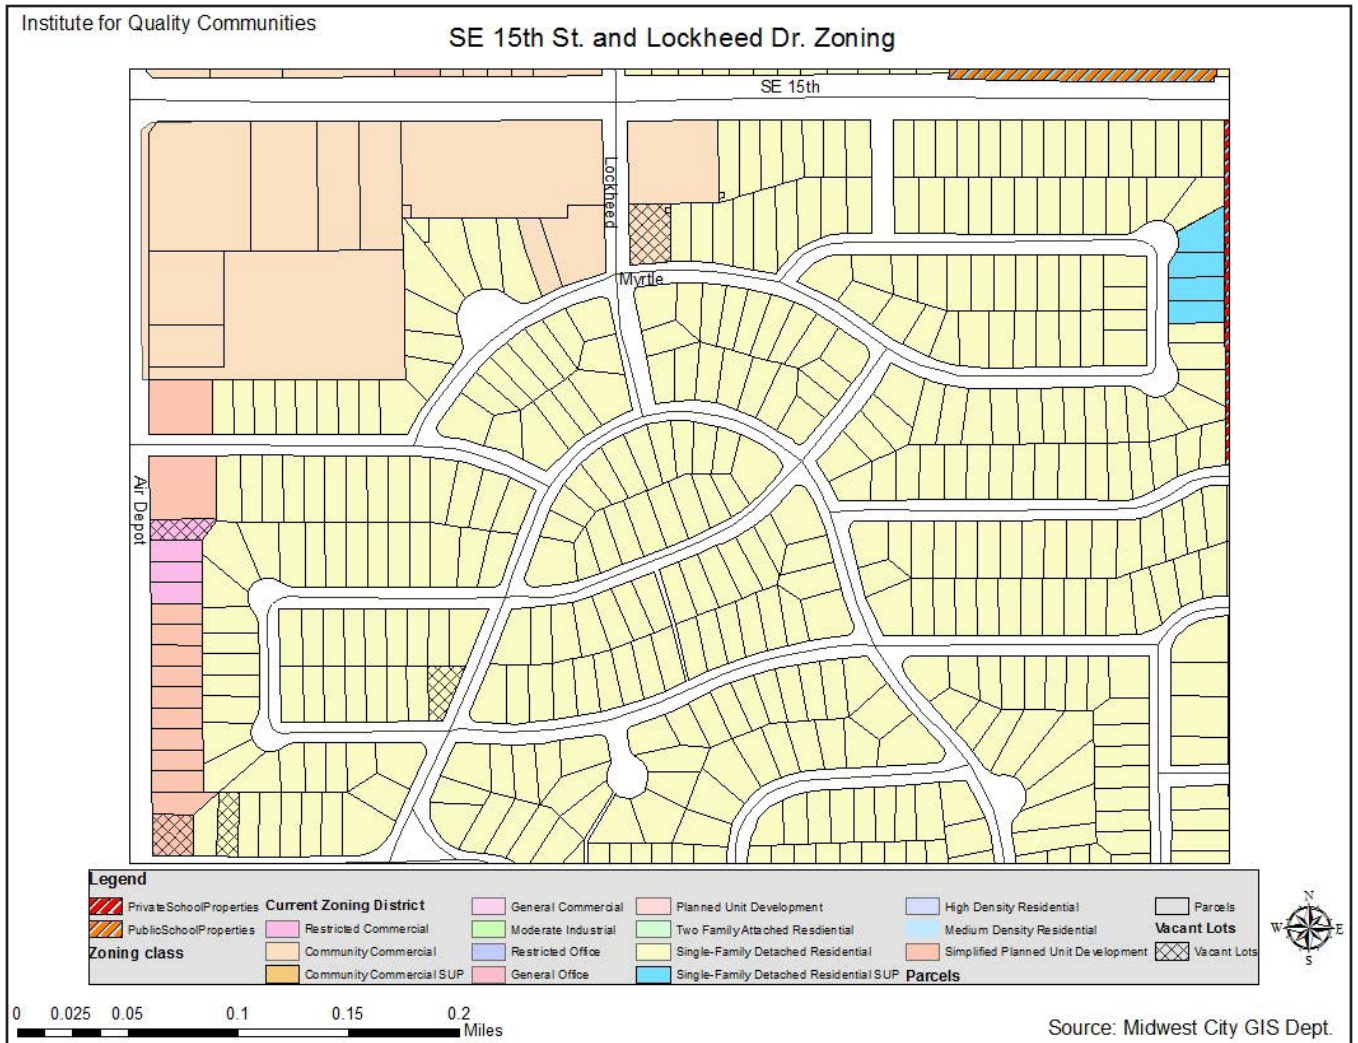 Institute for Quality Communities
SE 15th St. and Lockheed Dr. Zoning
SE 15th
Lockheed
Myrtle
Air Depot
Legend
PrivateSchoolProperties
PublicSchoolProperties
Zoning class
Current Zoning District
Restricted Commercial
Community Commercial
Community Commercial SUP
General Commercial
Moderate Industrial
Restricted Office
General Office
Planned Unit Development
Two Family Attached Resdiential
Single-Family Detached Residential
Single-Family Detached Residential SUP
High Density Residential
Medium Density Residential
Simplified Planned Unit Development
Parcels
Parcels
Vacant Lots
Vacant Lots
N
W E
S
0 0.025 0.05 0.1 0.15 0.2
Miles
Source: Midwest City GIS Dept.